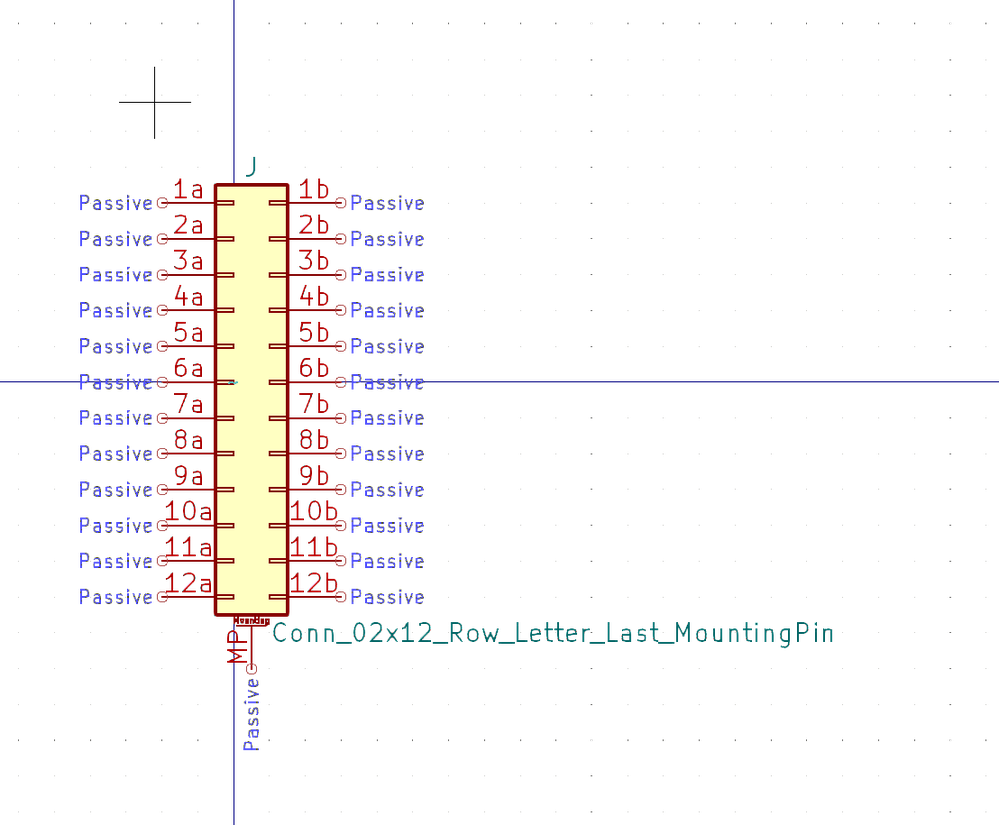 J
Passive 1a 1b Passive
Passive 2a 2b Passive
Passive 3a 3b Passive
Passive 4a 4b Passive
Passive 5a 5b Passive
Passive 6a 6b Passive
Passive 7a 7b Passive
Passive 8a 8b Passive
Passive 9a 9b Passive
Passive 10a 10b Passive
Passive 11a 11b Passive
Passive 12a 12b Passive
Mounting
Conn_02x12_Row_Letter_Last_MountingPin
MP
Passive